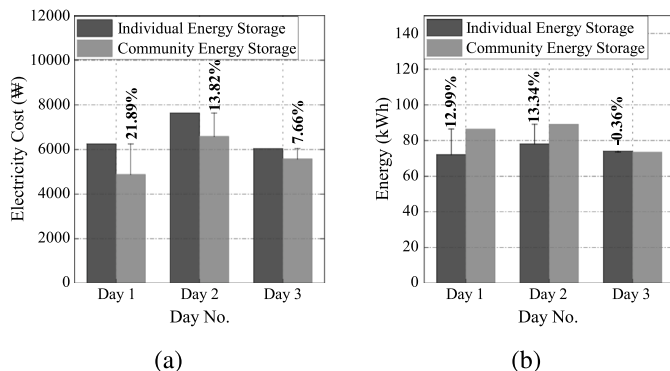 12000
10000
8000
6000
4000
2000
0
Electricity Cost (₩)
Individual Energy Storage
Community Energy Storage
21.89%
13.82%
7.66%
Day 1 Day 2 Day 3
Day No.
(a)
140
120
100
80
60
40
20
0
Energy (kWh)
Individual Energy Storage
Community Energy Storage
12.99%
13.34%
-0.36%
Day 1 Day 2 Day 3
Day No.
(b)